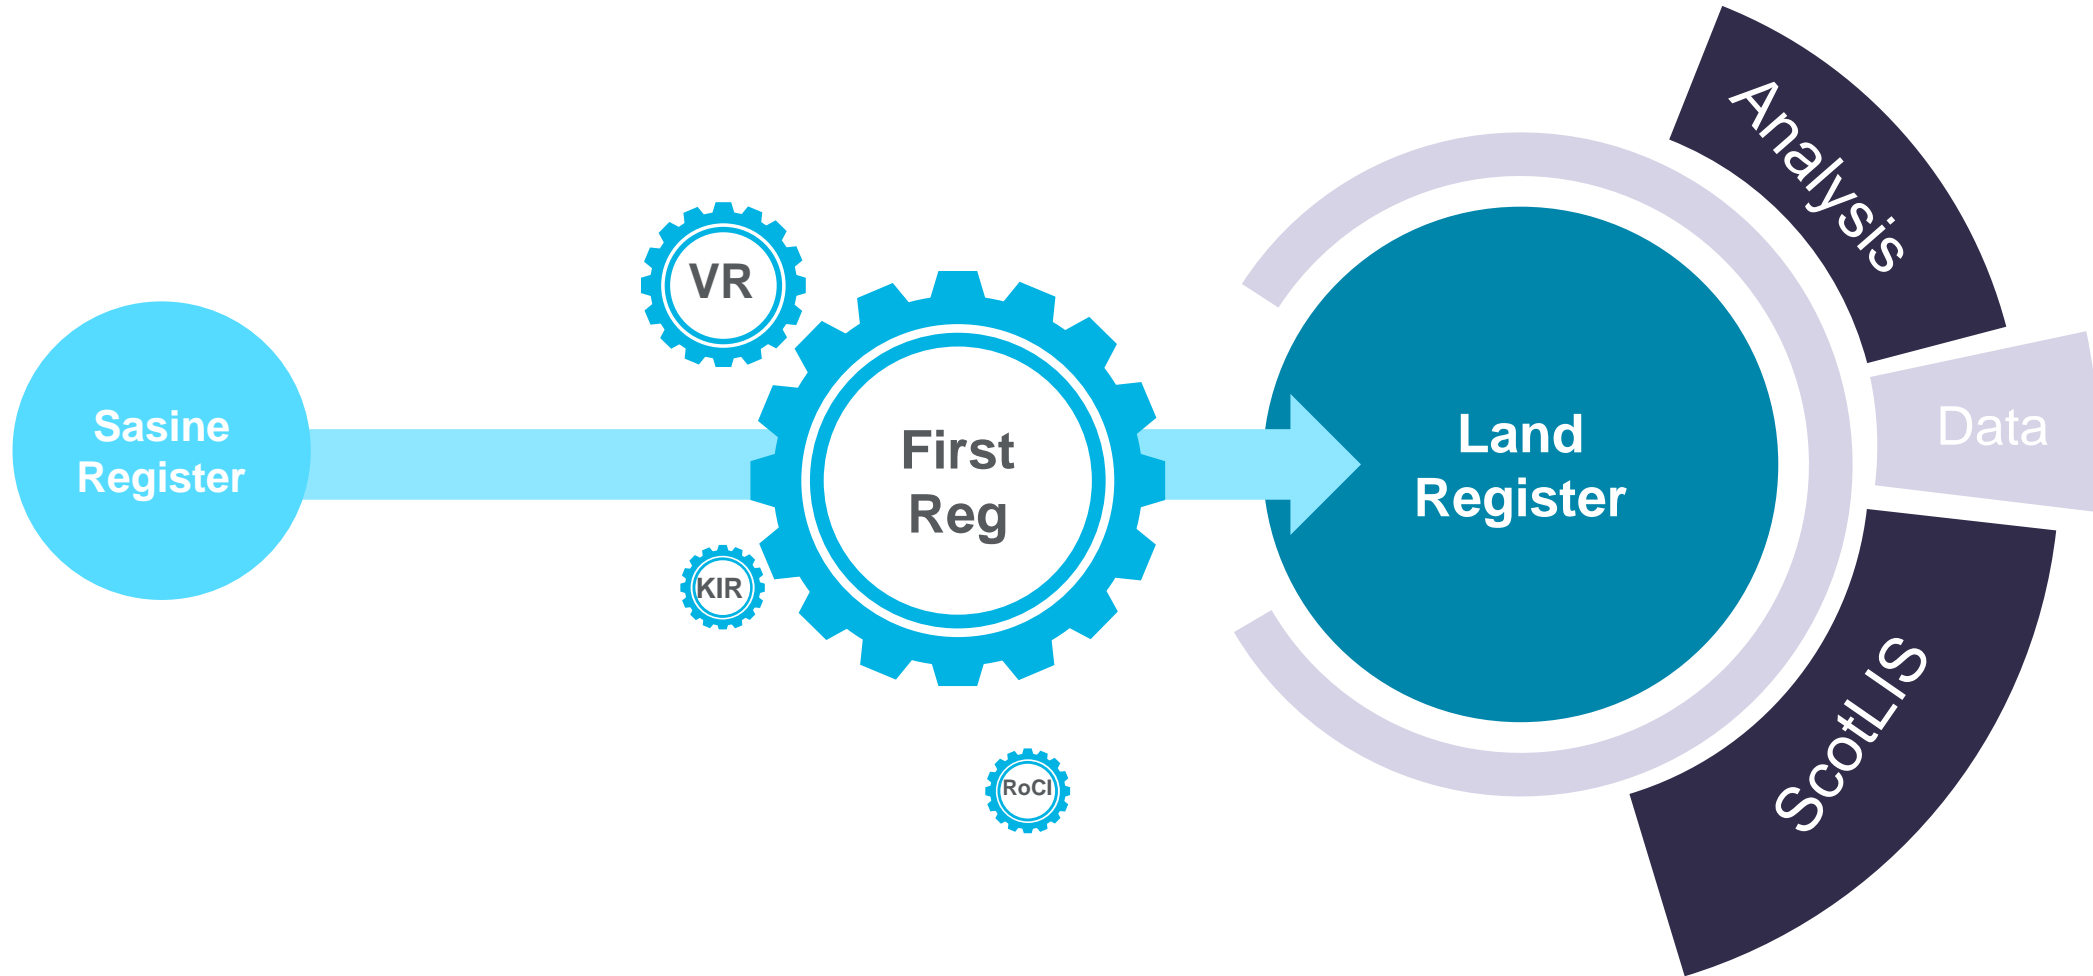 Sasine
Register
VR
First
Reg
KIR
RoCI
Land
Register
Analysis
Data
ScotLIS